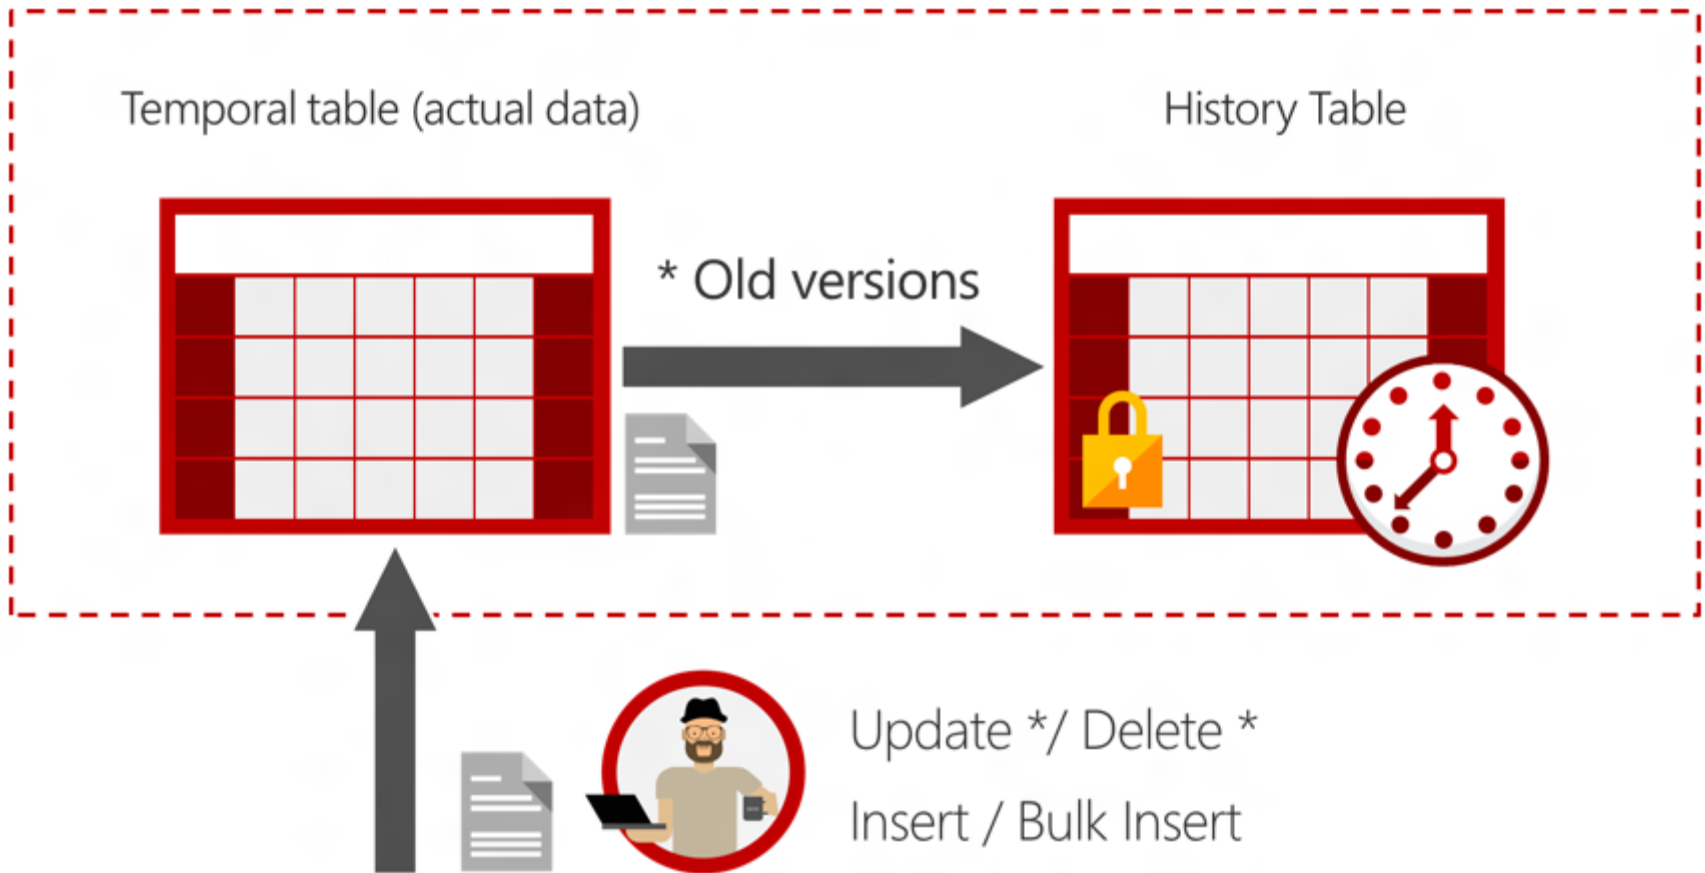 Temporal table (actual data)
History Table
* Old versions
Update */ Delete *
Insert / Bulk Insert